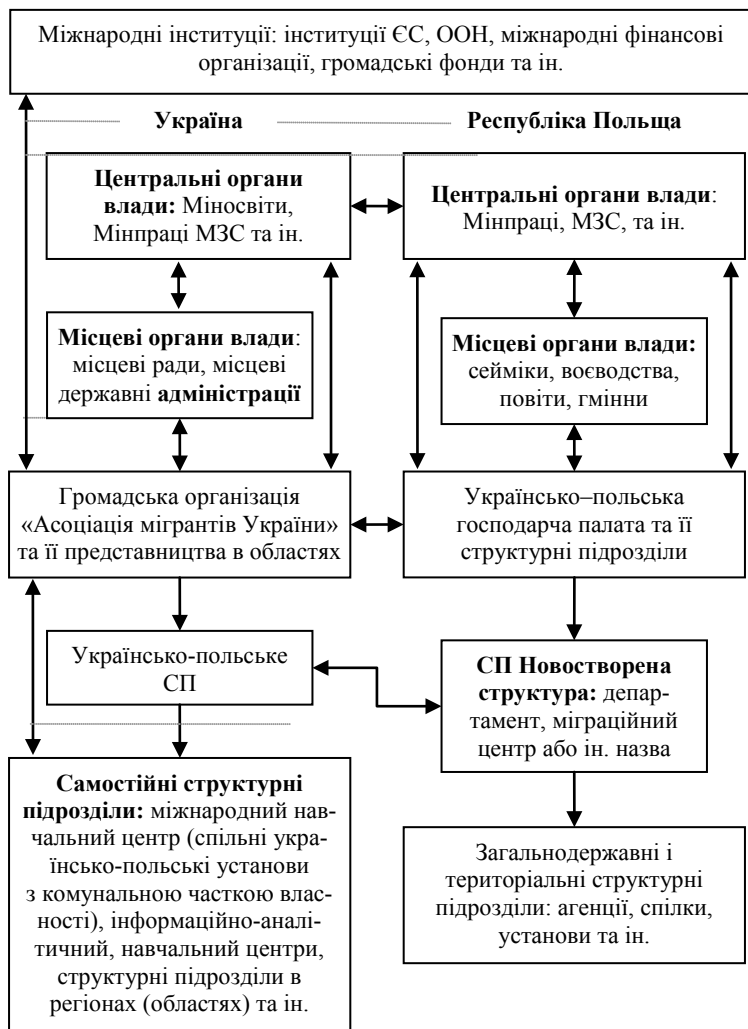 Міжнародні інституції: інституції ЄС, ООН, міжнародні фінансові
організації, громадські фонди та ін.
Україна
Республіка Польща
Центральні органи
влади: Міносвіти,
Мінпраці МЗС та ін.
Центральні органи влади:
Мінпраці, МЗС, та ін.
Місцеві органи влади:
місцеві ради, місцеві
державні адміністрації
Місцеві органи влади:
сейміки, воєводства,
повіти, гмінни
Громадська організація
«Асоціація мігрантів України»
та її представництва в областях
Українсько–польська
господарча палата та її
структурні підрозділи
Українсько-польське
СП
СП Новостворена
структура: депар-
тамент, міграційний
центр або ін. назва
Самостійні структурні
підрозділи: міжнародний нав-
чальний центр (спільні укра-
їнсько-польські установи
з комунальною часткою влас-
ності), інформаційно-аналі-
тичний, навчальний центри,
структурні підрозділи в
регіонах (областях) та ін.
Загальнодержавні і
територіальні структурні
підрозділи: агенції, спілки,
установи та ін.